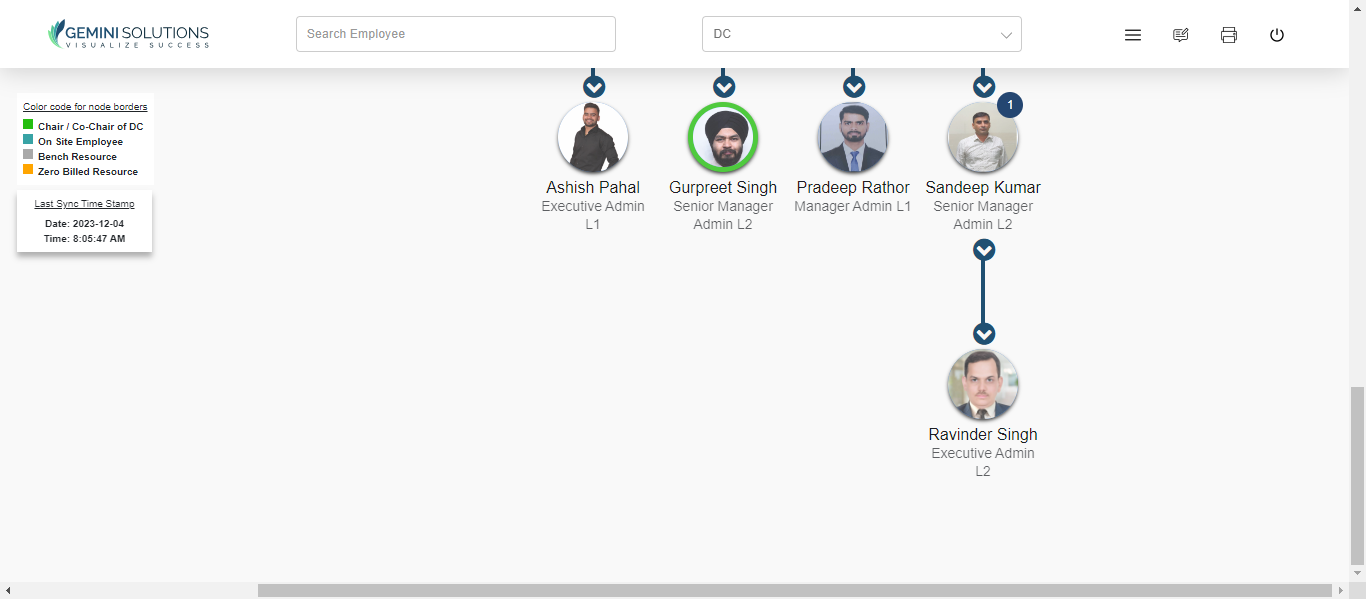 GEMINI SOLUTIONS
VISUALIZE SUCCESS
Search Employee
DC
Color code for node borders
Chair / Co-Chair of DC
On Site Employee
Bench Resource
Zero Billed Resource
Last Sync Time Stamp
Date: 2023-12-04
Time: 8:05:47 AM
1
Ashish Pahal
Executive Admin
L1
Gurpreet Singh
Senior Manager
Admin L2
Pradeep Rathor
Manager Admin L1
Sandeep Kumar
Senior Manager
Admin L2
Ravinder Singh
Executive Admin
L2